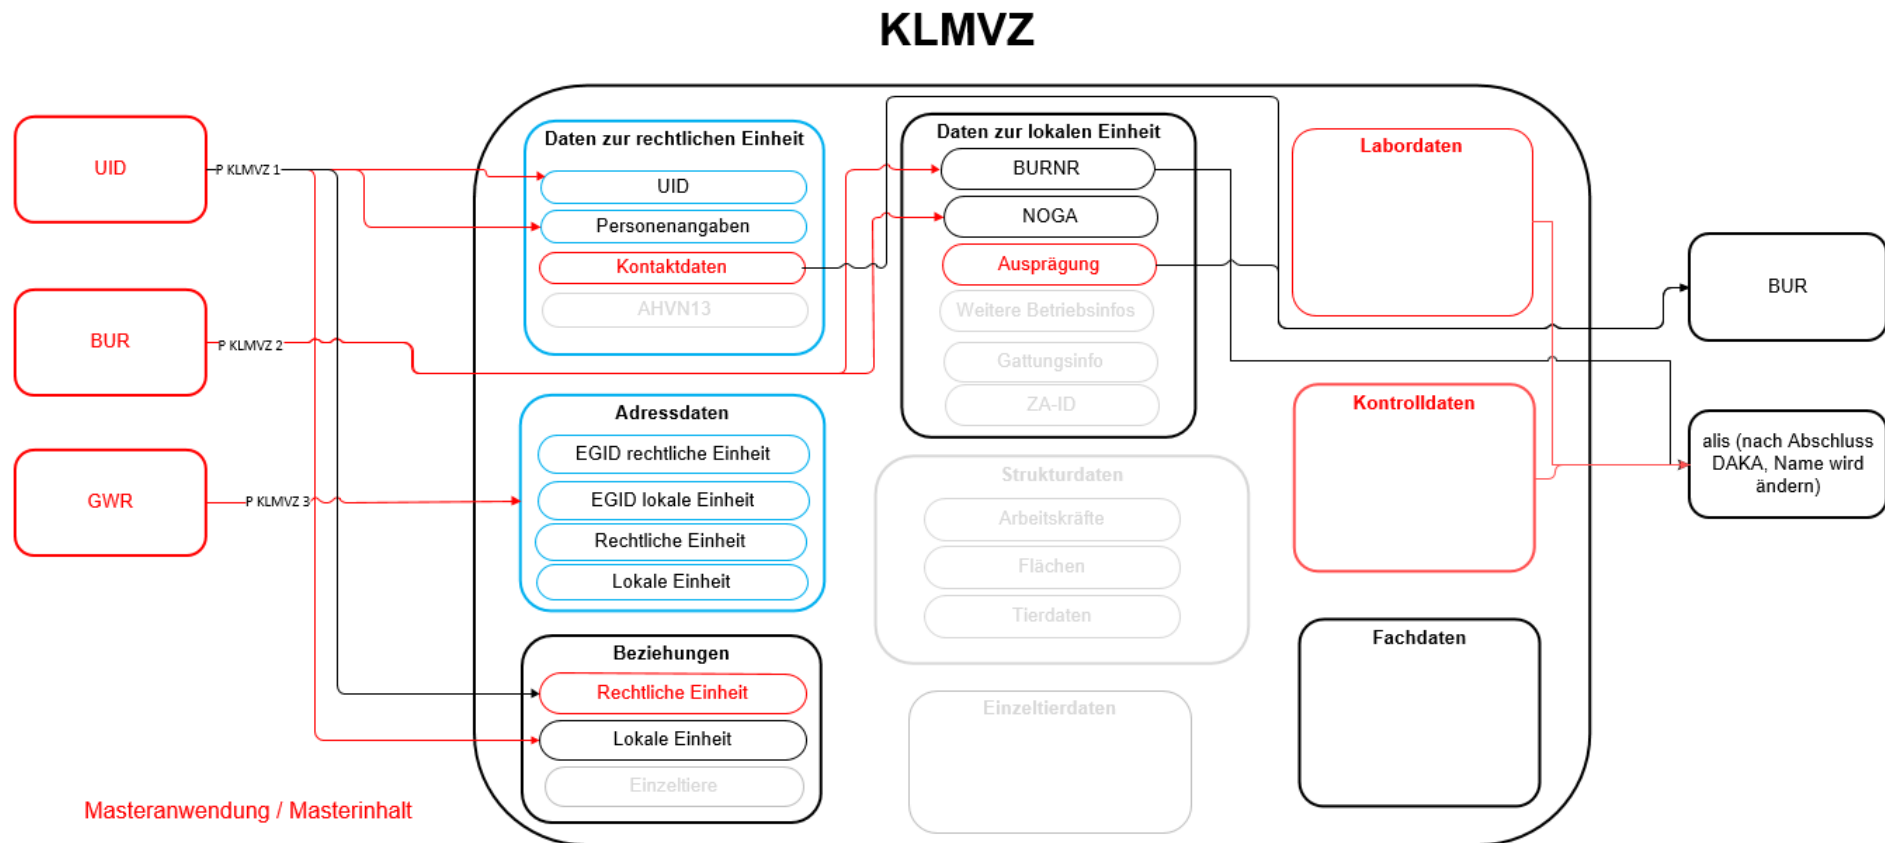 KLMVZ
UID
P KLMVZ 1
BUR
P KLMVZ 2
GWR
P KLMVZ 3
Daten zur rechtlichen Einheit
UID
Personenangaben
Kontaktdaten
AHVN13
Adressdaten
EGID rechtliche Einheit
EGID lokale Einheit
Rechtliche Einheit
Lokale Einheit
Beziehungen
Rechtliche Einheit
Lokale Einheit
Einzeltiere
Daten zur lokalen Einheit
BURNR
NOGA
Ausprägung
Weitere Betriebsinfos
Gattungsinfo
ZA-ID
Strukturdaten
Arbeitskräfte
Flächen
Tierdaten
Einzeltierdaten
Labordaten
Kontrolldaten
Fachdaten
BUR
alis (nach Abschluss
DAKA, Name wird
ändern)
Masteranwendung / Masterinhalt